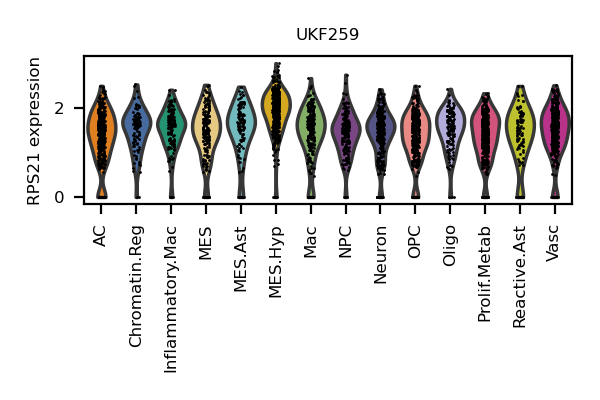 UKF259
RPS21 expression
2
0
AC
Chromatin.Reg
Inflammatory.Mac
MES
MES.Ast
MES.Hyp
Mac
NPC
Neuron
OPC
Oligo
Prolif.Metab
Reactive.Ast
Vasc